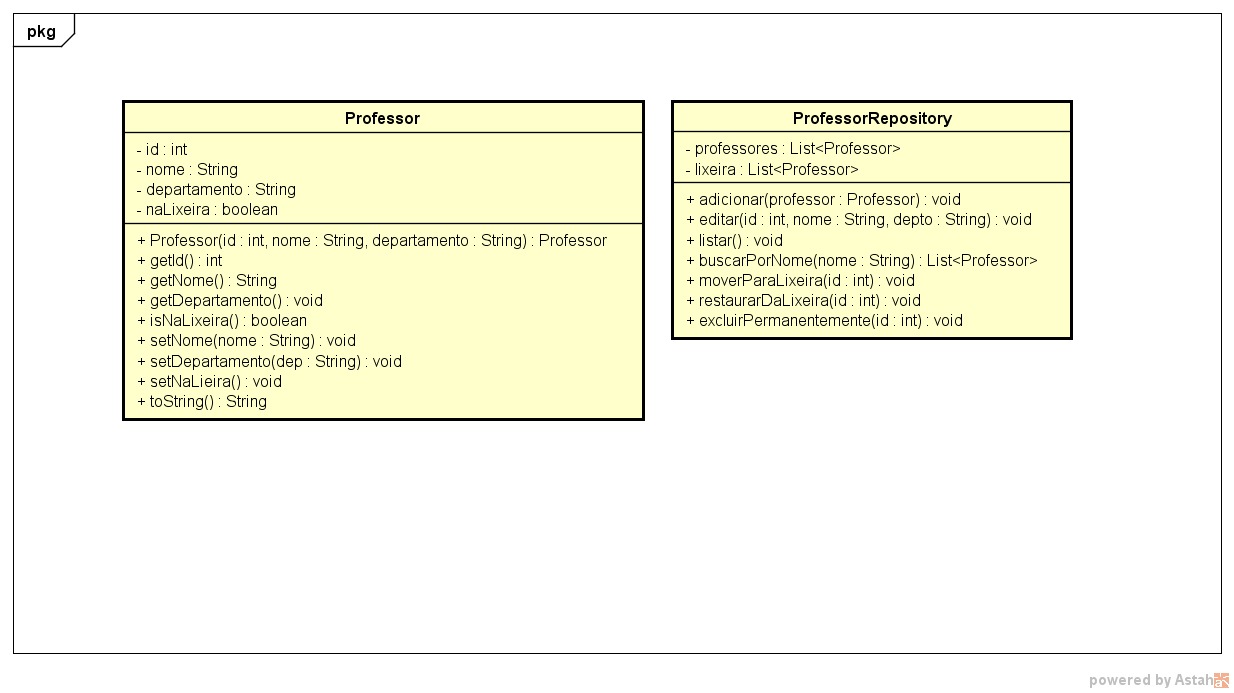 pkg
Professor
- id : int
- nome : String
- departamento : String
- naLixeira : boolean
+ Professor(id : int, nome : String, departamento : String) : Professor
+ getId() : int
+ getNome() : String
+ getDepartamento() : void
+ isNaLixeira() : boolean
+ setNome(nome : String) : void
+ setDepartamento(dep : String) : void
+ setNaLieira() : void
+ toString() : String
ProfessorRepository
- professores : List<Professor>
- lixeira : List<Professor>
+ adicionar(professor : Professor) : void
+ editar(id : int, nome : String, depto : String) : void
+ listar() : void
+ buscarPorNome(nome : String) : List<Professor>
+ moverParaLixeira(id : int) : void
+ restaurarDaLixeira(id : int) : void
+ excluirPermanentemente(id : int) : void
powered by Astah